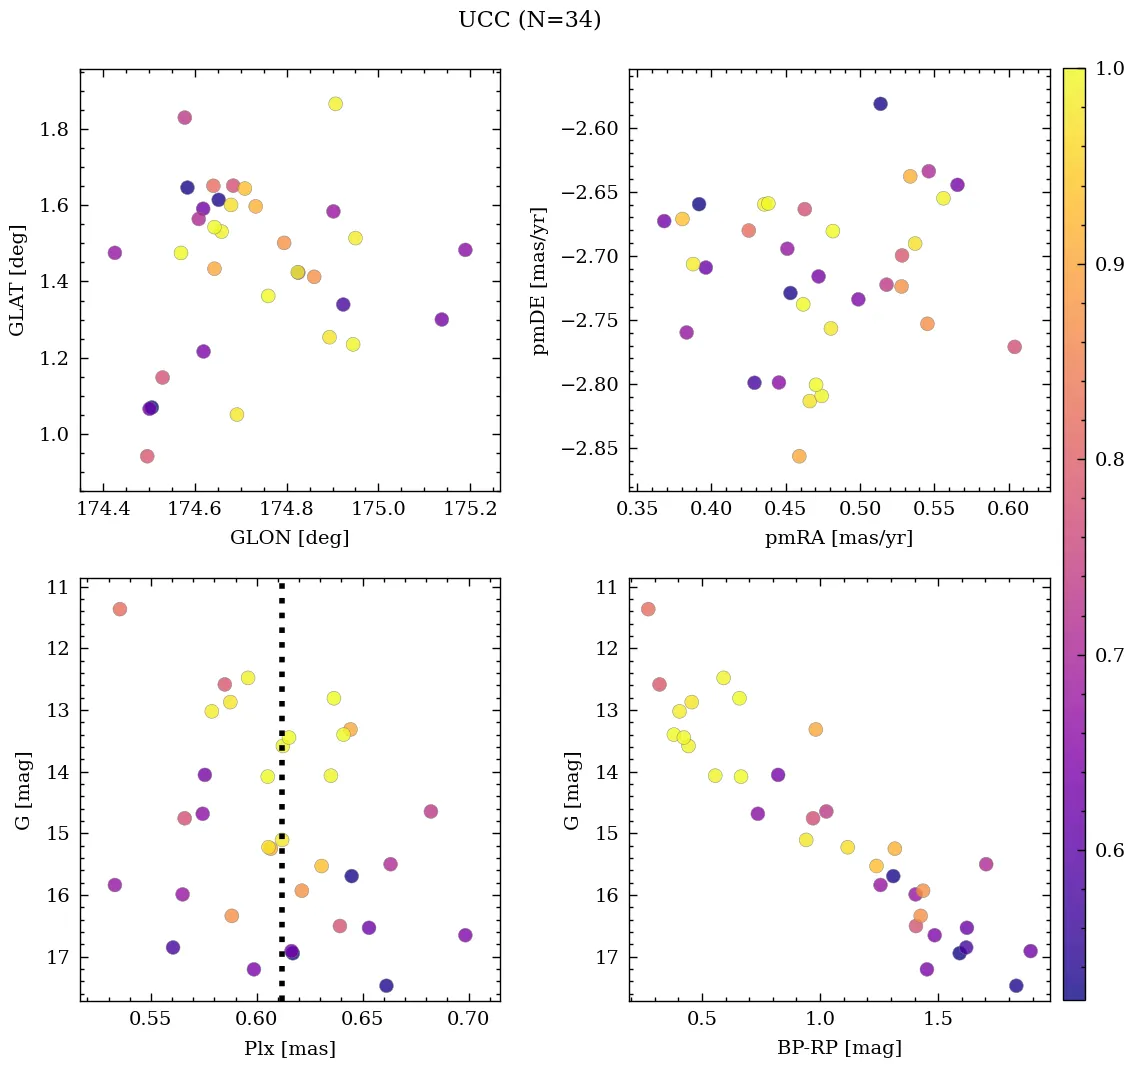 UCC (N=34)
1.8
1.6
1.4
1.2
1.0
GLAT [deg]
174.4 174.6 174.8 175.0 175.2
GLON [deg]
−2.60
−2.65
−2.70
−2.75
−2.80
−2.85
pmDE [mas/yr]
0.35 0.40 0.45 0.50 0.55 0.60
pmRA [mas/yr]
1.0
0.9
0.8
0.7
0.6
11
12
13
14
15
16
17
G [mag]
0.55 0.60 0.65 0.70
Plx [mas]
11
12
13
14
15
16
17
G [mag]
0.5 1.0 1.5
BP-RP [mag]